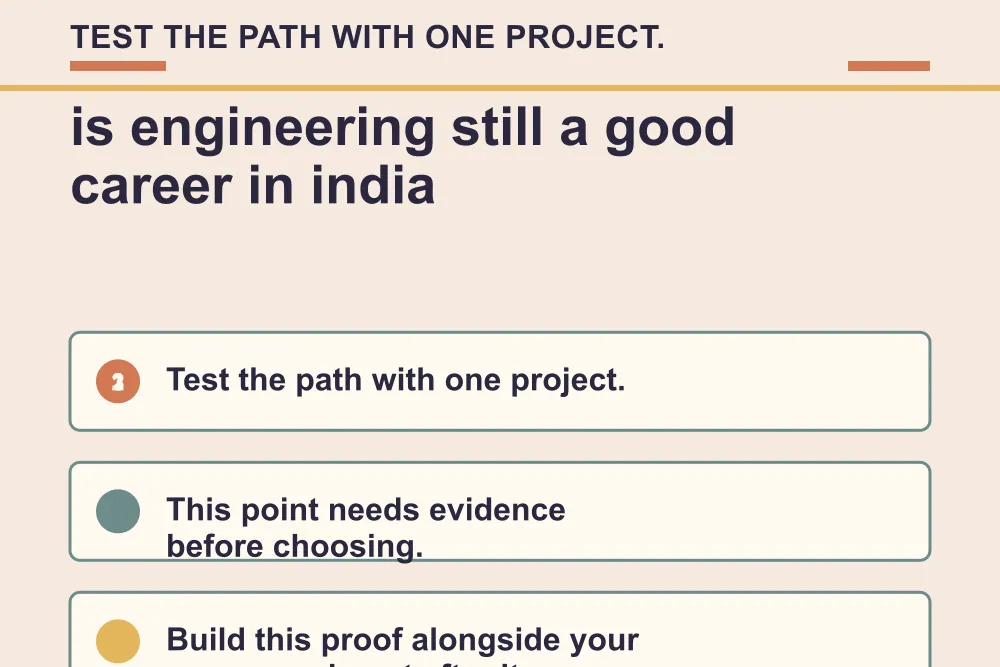 TEST THE PATH WITH ONE PROJECT.
is engineering still a good
career in india
Test the path with one project.
This point needs evidence
before choosing.
Build this proof alongside your